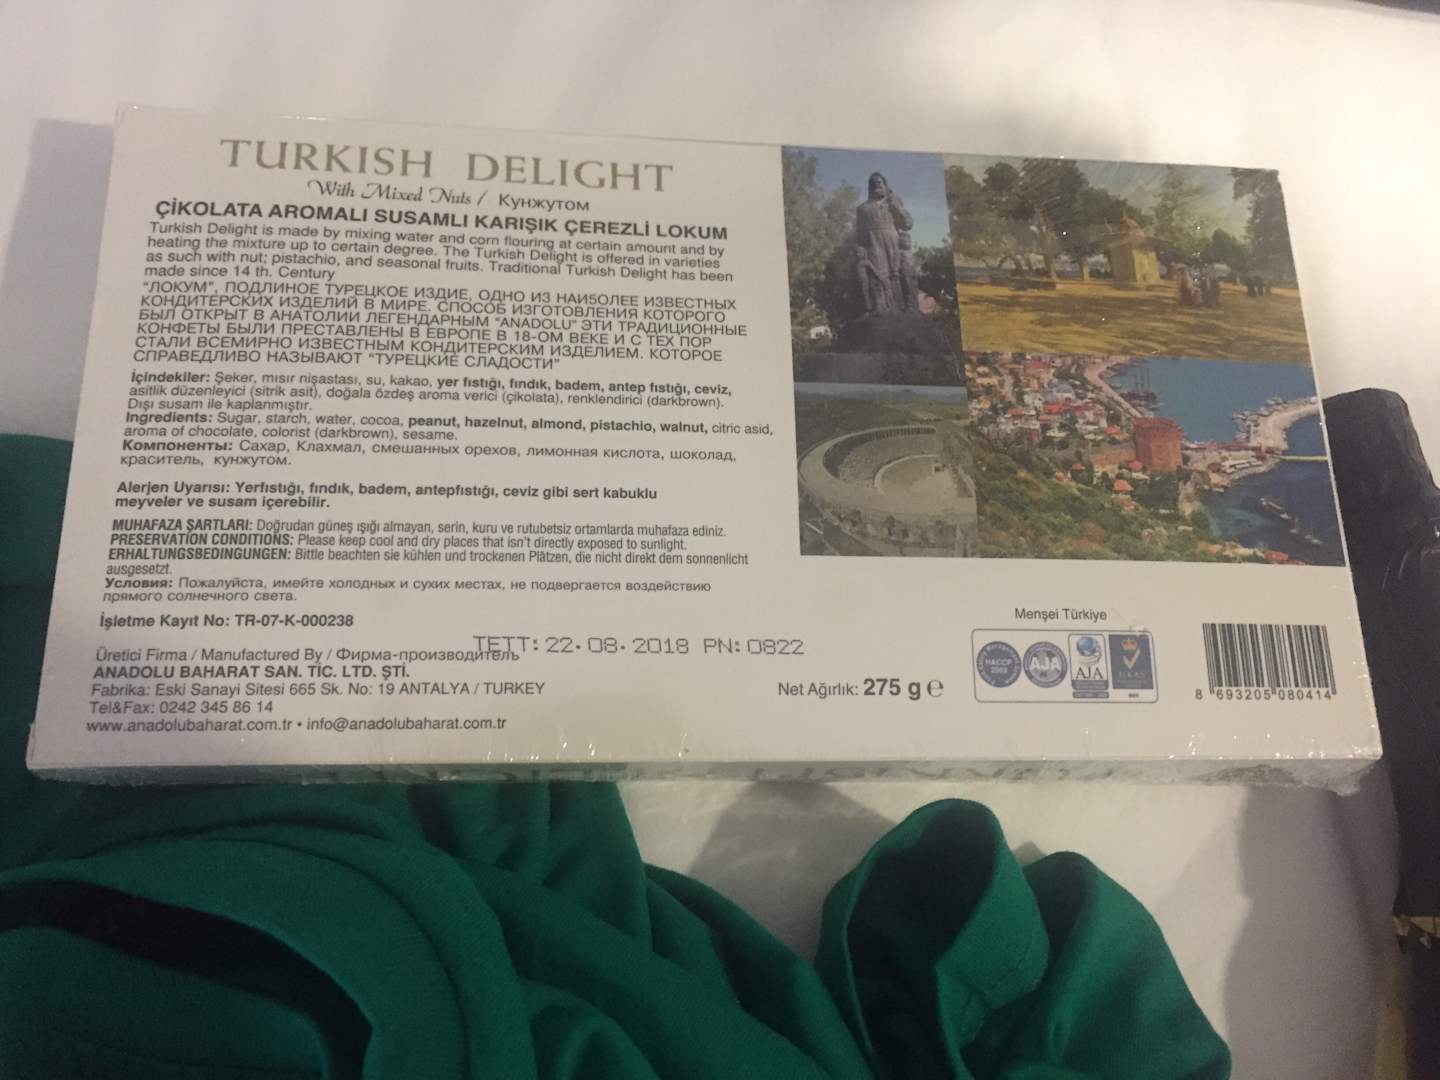 TURKISH DELIGHT
With Mixed Nuts / Кунжутом
ÇİKOLATA AROMALI SUSAMLI KARIŞIK ÇEREZLİ LOKUM
Turkish Delight is made by mixing water and corn flouring at certain amount and by
heating the mixture up to certain degree. The Turkish Delight is offered in varieties
as such with nut; pistachio, and seasonal fruits. Traditional Turkish Delight has been
made since 14 th. Century
"ЛОКУМ", ПОДЛИНОЕ ТУРЕЦКОЕ ИЗДИЕ, ОДНО ИЗ НАИ5ОЛЕЕ ИЗВЕСТНЫХ
КОНДИТЕРСКИХ ИЗДЕЛИЙ В МИРЕ. СПОСОБ ИЗГОТОВЛЕНИЯ КОТОРОГО
БЫЛ ОТКРЫТ В АНАТОЛИИ ЛЕГЕНДАРНЫМ "ANADOLU" ЭТИ ТРАДИЦИОННЫЕ
КОНФЕТЫ БЫЛИ ПРЕСТАВЛЕНЫ В ЕВРОПЕ В 18-ОМ ВЕКЕ И С ТЕХ ПОР
СТАЛИ ВСЕМИРНО ИЗВЕСТНЫМ КОНДИТЕРСКИМ ИЗДЕЛИЕМ. КОТОРОЕ
СПРАВЕДЛИВО НАЗЫВАЮТ "ТУРЕЦКИЕ СЛАДОСТИ"
İçindekiler: Şeker, mısır nişastası, su, kakao, yer fıstığı, fındık, badem, antep fıstığı, ceviz,
asitlik düzenleyici (sitrik asit), doğala özdeş aroma verici (çikolata), renklendirici (darkbrown).
Dışı susam ile kaplanmıştır.
Ingredients: Sugar, starch, water, cocoa, peanut, hazelnut, almond, pistachio, walnut, citric asid,
aroma of chocolate, colorist (darkbrown), sesame.
Компоненты: Сахар, Клахмал, смешанных орехов, лимонная кислота, шоколад,
краситель, кунжутом.
Alerjen Uyarısı: Yerfıstığı, fındık, badem, antepfıstığı, ceviz gibi sert kabuklu
meyveler ve susam içerebilir.
MUHAFAZA ŞARTLARI: Doğrudan güneş ışığı almayan, serin, kuru ve rutubetsiz ortamlarda muhafaza ediniz.
PRESERVATION CONDITIONS: Please keep cool and dry places that isn't directly exposed to sunlight.
ERHALTUNGSBEDINGUNGEN: Bittle beachten sie kühlen und trockenen Plätzen, die nicht direkt dem sonnenlicht
ausgesetzt.
Условия: Пожалуйста, имейте холодных и сухих местах, не подвергается воздействию
прямого солнечного света.
İşletme Kayıt No: TR-07-K-000238
TETT: 22.08.2018 PN: 0822
Üretici Firma / Manufactured By / Фирма-производитель
ANADOLU BAHARAT SAN. TİC. LTD. ŞTİ.
Fabrika: Eski Sanayi Sitesi 665 Sk. No: 19 ANTALYA / TURKEY
Tel&Fax: 0242 345 86 14
www.anadolubaharat.com.tr • info@anadolubaharat.com.tr
Net Ağırlık: 275 g e
Menşei Türkiye
HACCP
AJA
AJA
UKAS
8 693205 080414